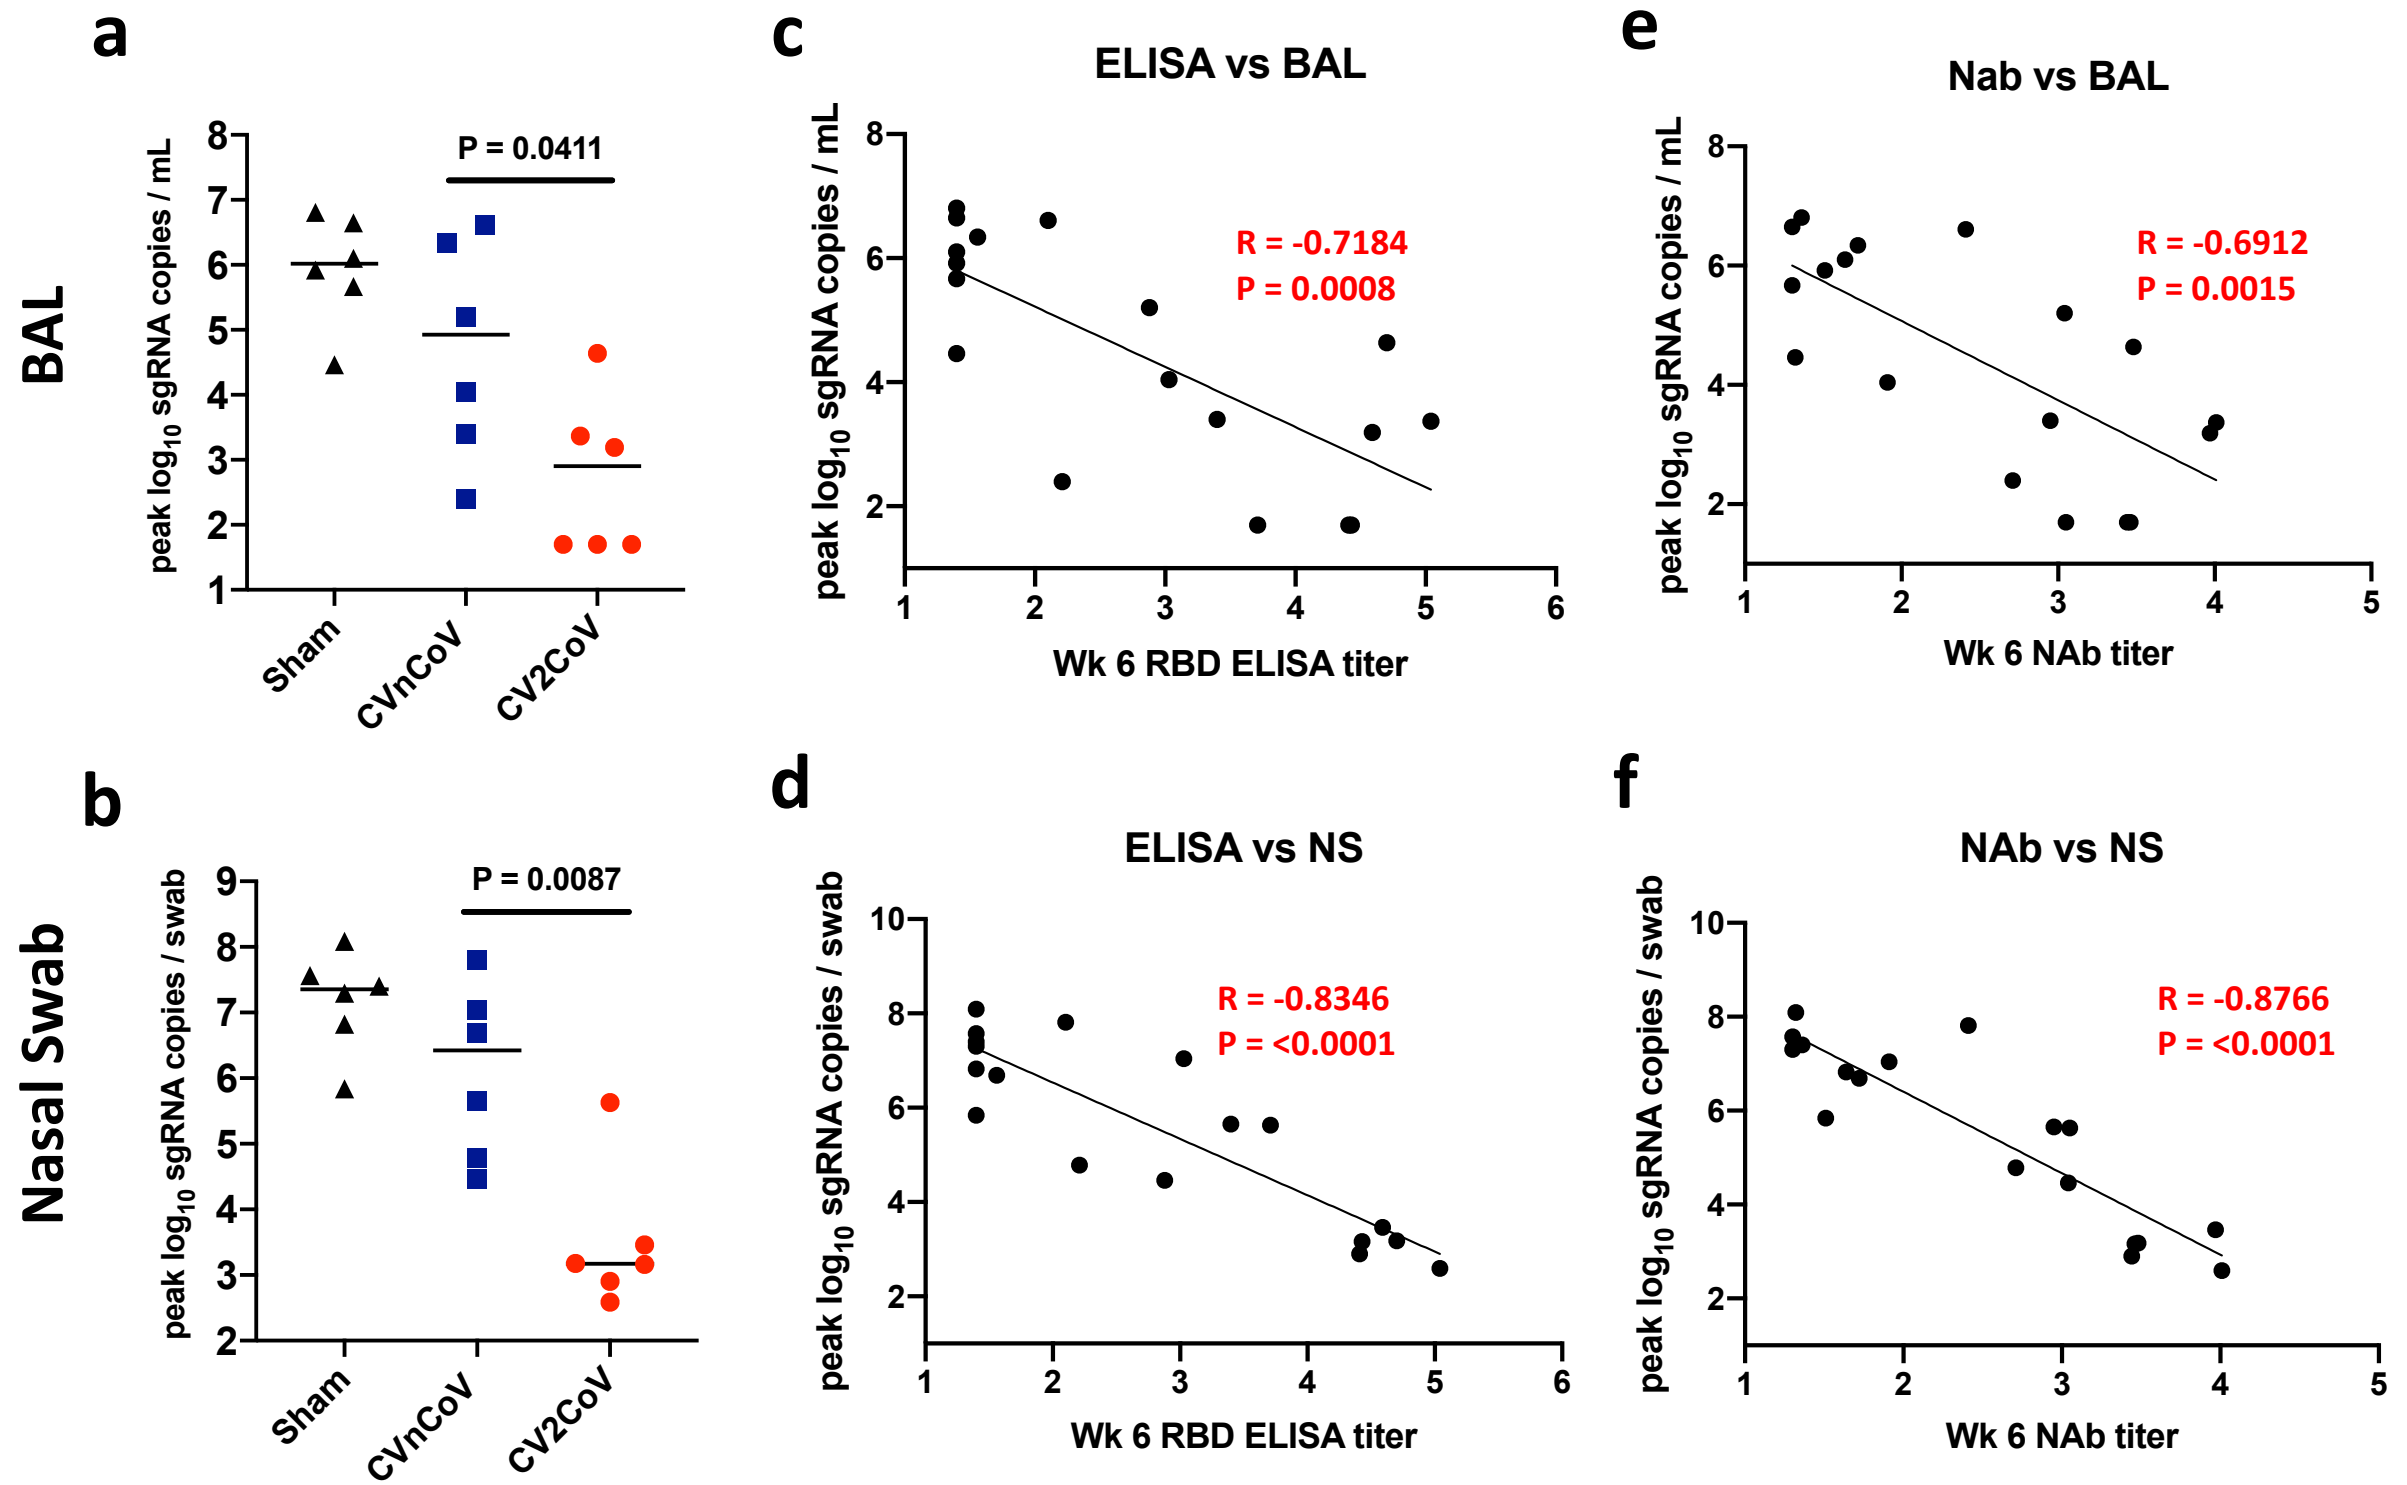 a
BAL
peak log10 sgRNA copies / mL
8
7
6
5
4
3
2
1
P = 0.0411
Sham
CVnCoV
CV2CoV
c
ELISA vs BAL
peak log10 sgRNA copies / mL
8
6
4
2
R = -0.7184
P = 0.0008
1 2 3 4 5 6
Wk 6 RBD ELISA titer
e
Nab vs BAL
peak log10 sgRNA copies / mL
8
6
4
2
R = -0.6912
P = 0.0015
1 2 3 4 5
Wk 6 NAb titer
b
Nasal Swab
peak log10 sgRNA copies / swab
9
8
7
6
5
4
3
2
P = 0.0087
Sham
CVnCoV
CV2CoV
d
ELISA vs NS
peak log10 sgRNA copies / swab
10
8
6
4
2
R = -0.8346
P = <0.0001
1 2 3 4 5 6
Wk 6 RBD ELISA titer
f
NAb vs NS
peak log10 sgRNA copies / swab
10
8
6
4
2
R = -0.8766
P = <0.0001
1 2 3 4 5
Wk 6 NAb titer